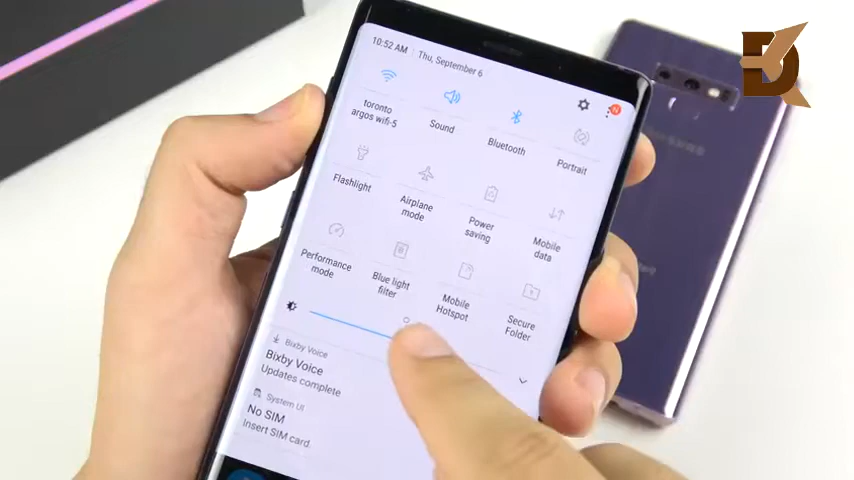 10:52 AM | Thu, September 6
toronto
argos wifi-5
Sound
Bluetooth
Portrait
Flashlight
Airplane
mode
Power
saving
Mobile
data
Performance
mode
Blue light
filter
Mobile
Hotspot
Secure
Folder
Bixby Voice
Bixby Voice
Updates complete
System UI
No SIM
Insert SIM card
SAMSUNG